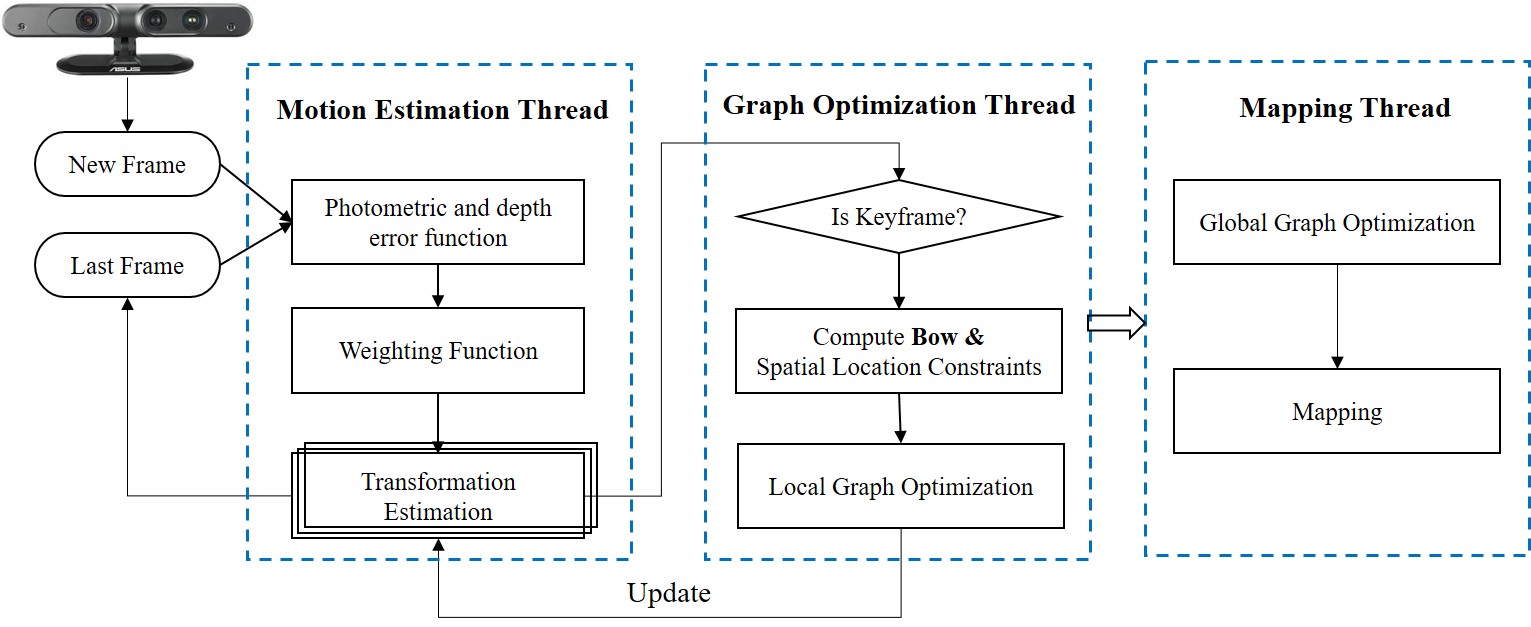 ASUS
New Frame
Last Frame
Motion Estimation Thread
Photometric and depth
error function
Weighting Function
Transformation
Estimation
Graph Optimization Thread
Is Keyframe?
Compute Bow &
Spatial Location Constraints
Local Graph Optimization
Update
Mapping Thread
Global Graph Optimization
Mapping